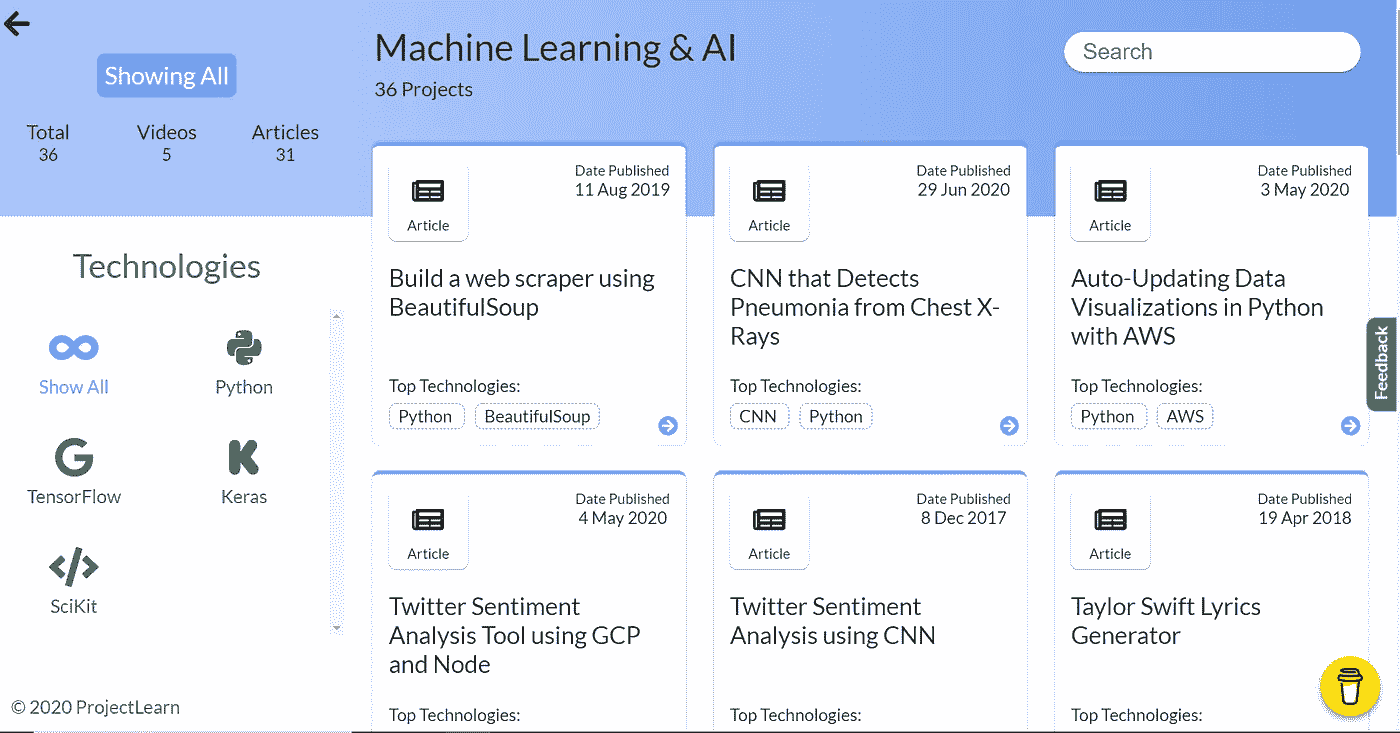 Showing All
Total
36
Videos
5
Articles
31
Technologies
Show All
Python
TensorFlow
Keras
SciKit
© 2020 ProjectLearn
Machine Learning & AI
36 Projects
Search
Article
Date Published
11 Aug 2019
Build a web scraper using
BeautifulSoup
Top Technologies:
Python
BeautifulSoup
Article
Date Published
29 Jun 2020
CNN that Detects
Pneumonia from Chest X-
Rays
Top Technologies:
CNN
Python
Article
Date Published
3 May 2020
Auto-Updating Data
Visualizations in Python
with AWS
Top Technologies:
Python
AWS
Article
Date Published
4 May 2020
Twitter Sentiment
Analysis Tool using GCP
and Node
Top Technologies:
Article
Date Published
8 Dec 2017
Twitter Sentiment
Analysis using CNN
Top Technologies:
Article
Date Published
19 Apr 2018
Taylor Swift Lyrics
Generator
Top Technologies:
Feedback